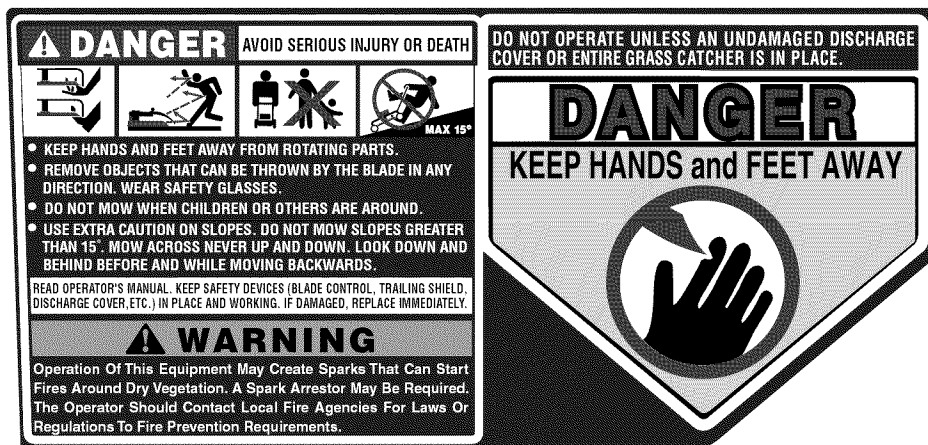 DANGER
AVOID SERIOUS INJURY OR DEATH
MAX 15°
• KEEP HANDS AND FEET AWAY FROM ROTATING PARTS.
• REMOVE OBJECTS THAT CAN BE THROWN BY THE BLADE IN ANY
DIRECTION. WEAR SAFETY GLASSES.
• DO NOT MOW WHEN CHILDREN OR OTHERS ARE AROUND.
• USE EXTRA CAUTION ON SLOPES. DO NOT MOW SLOPES GREATER
THAN 15°. MOW ACROSS NEVER UP AND DOWN. LOOK DOWN AND
BEHIND BEFORE AND WHILE MOVING BACKWARDS.
READ OPERATOR'S MANUAL. KEEP SAFETY DEVICES (BLADE CONTROL, TRAILING SHIELD,
DISCHARGE COVER, ETC.) IN PLACE AND WORKING. IF DAMAGED, REPLACE IMMEDIATELY.
WARNING
Operation Of This Equipment May Create Sparks That Can Start
Fires Around Dry Vegetation. A Spark Arrestor May Be Required.
The Operator Should Contact Local Fire Agencies For Laws Or
Regulations To Fire Prevention Requirements.
DO NOT OPERATE UNLESS AN UNDAMAGED DISCHARGE
COVER OR ENTIRE GRASS CATCHER IS IN PLACE.
DANGER
KEEP HANDS and FEET AWAY